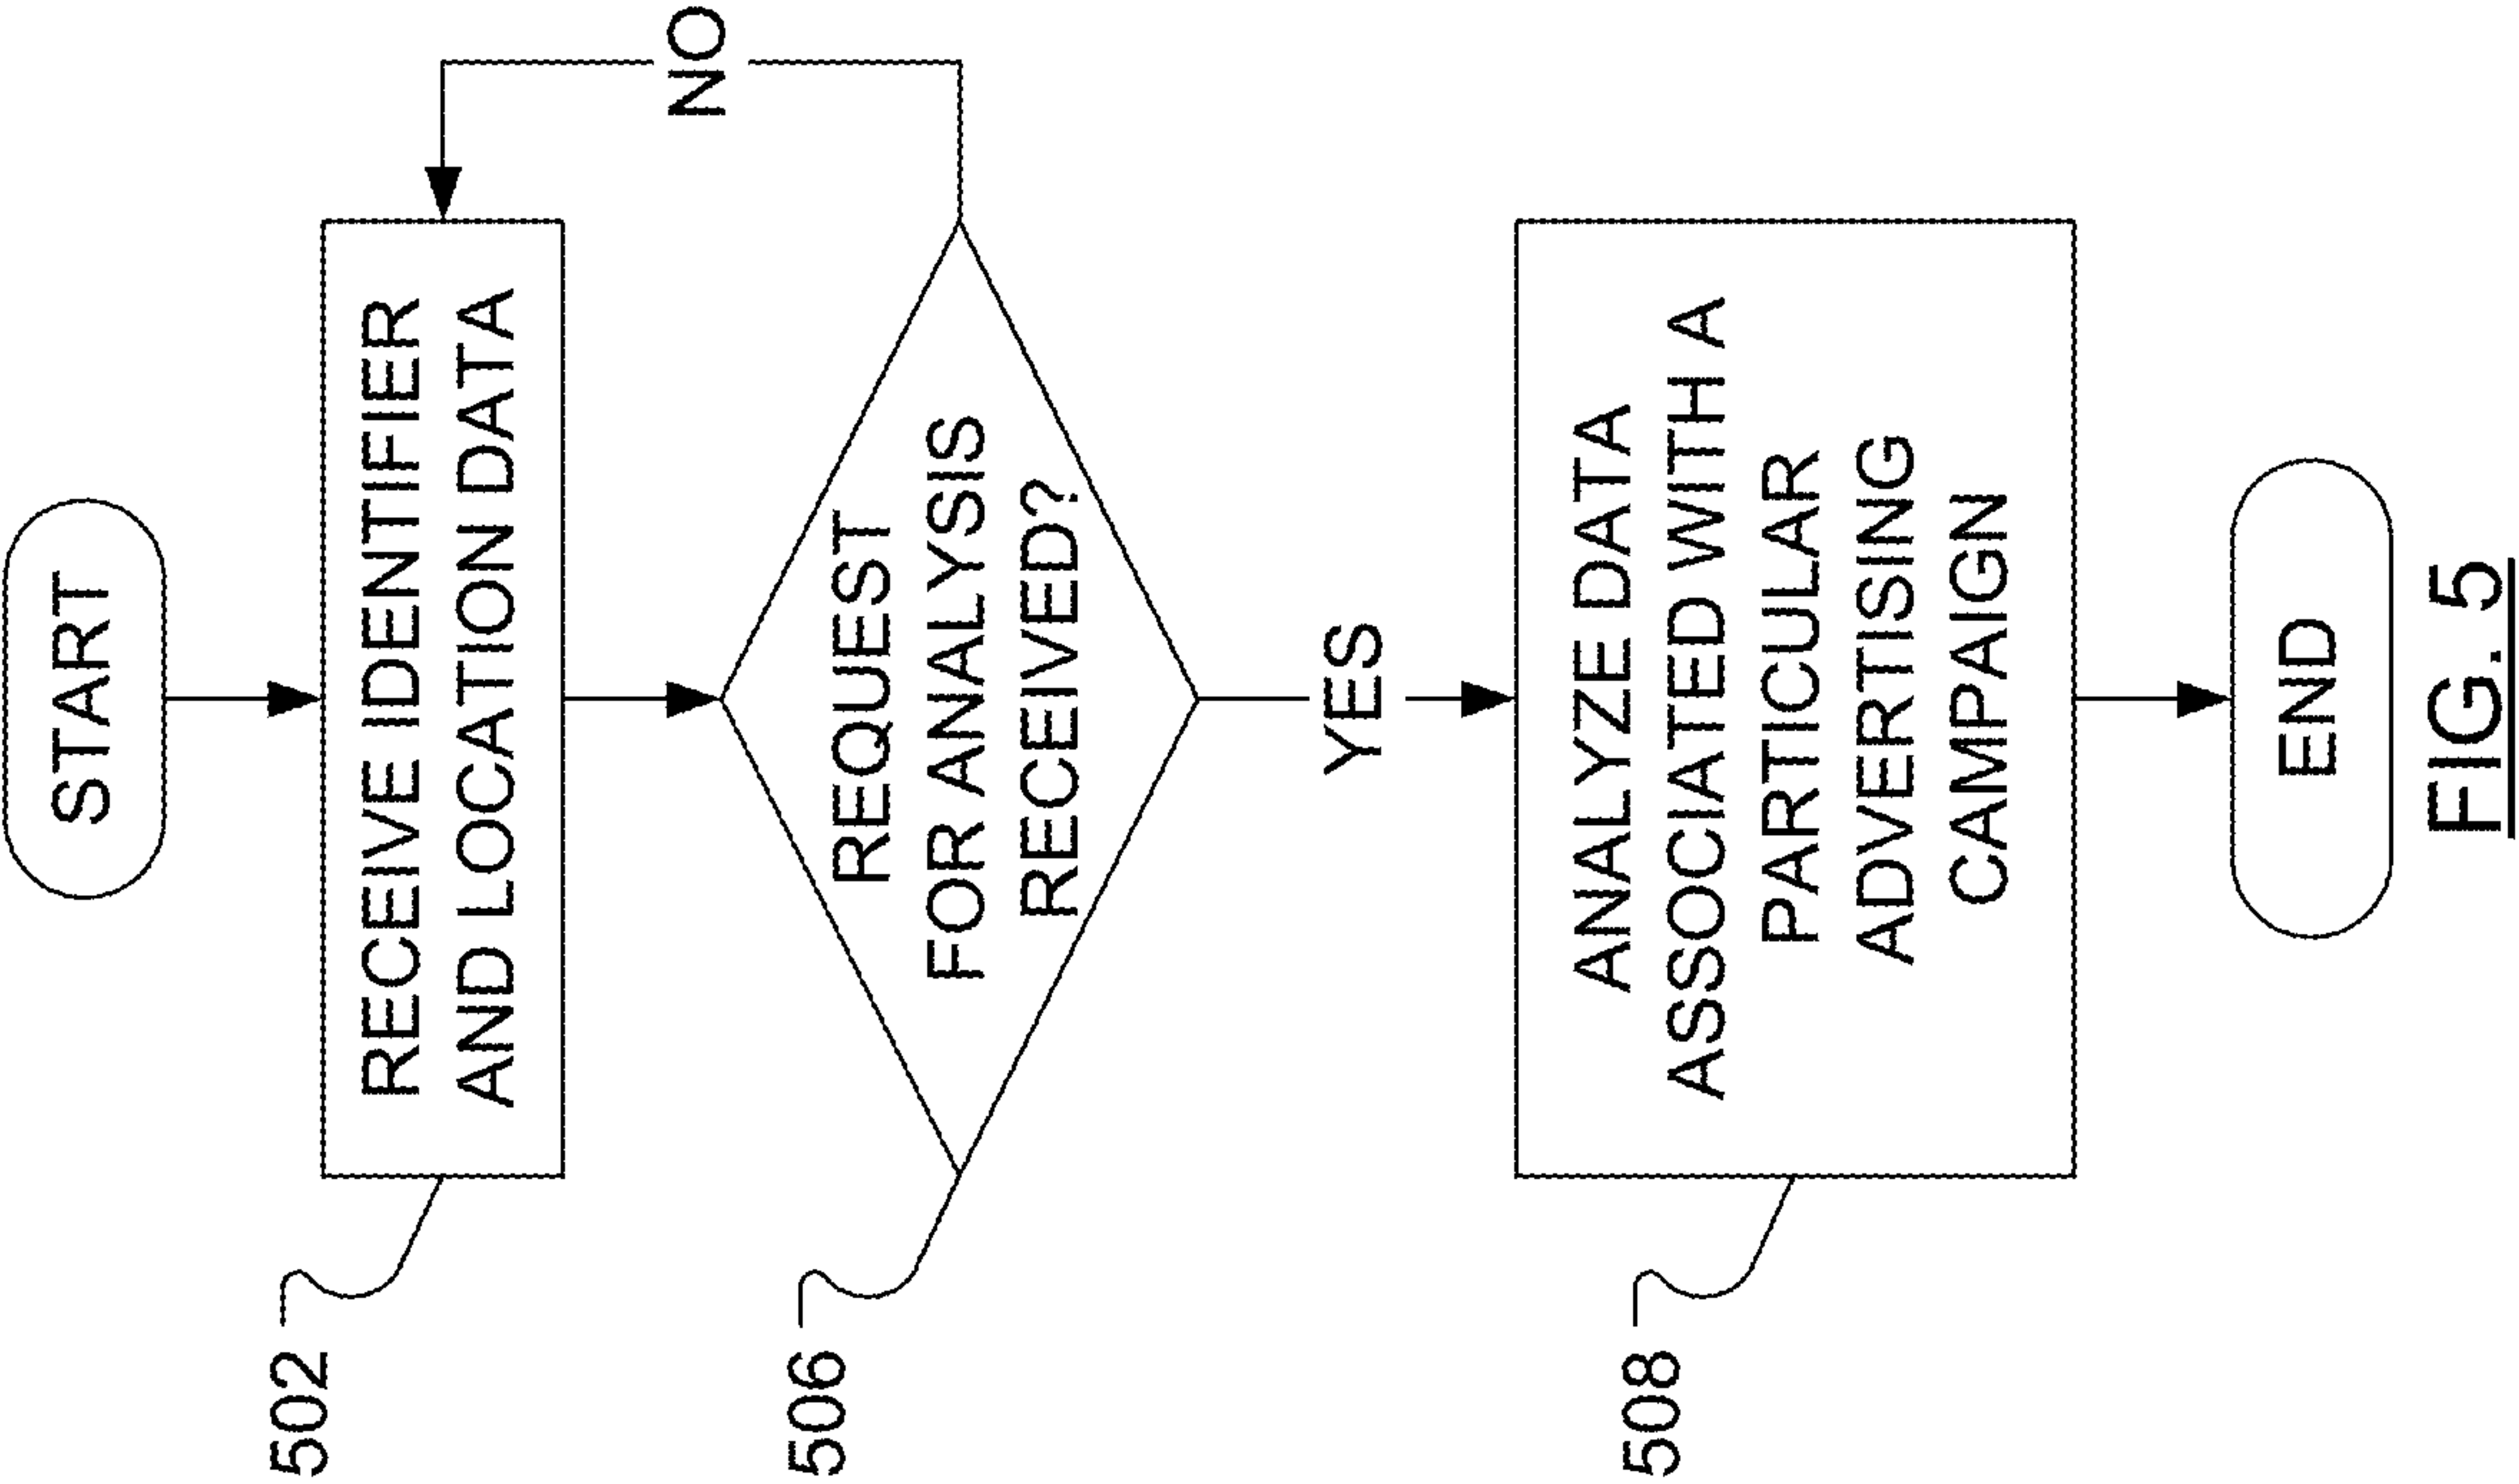 START
502
RECEIVE IDENTIFIER
AND LOCATION DATA
NO
506
REQUEST
FOR ANALYSIS
RECEIVED?
YES
508
ANALYZE DATA
ASSOCIATED WITH A
PARTICULAR
ADVERTISING
CAMPAIGN
END
FIG. 5